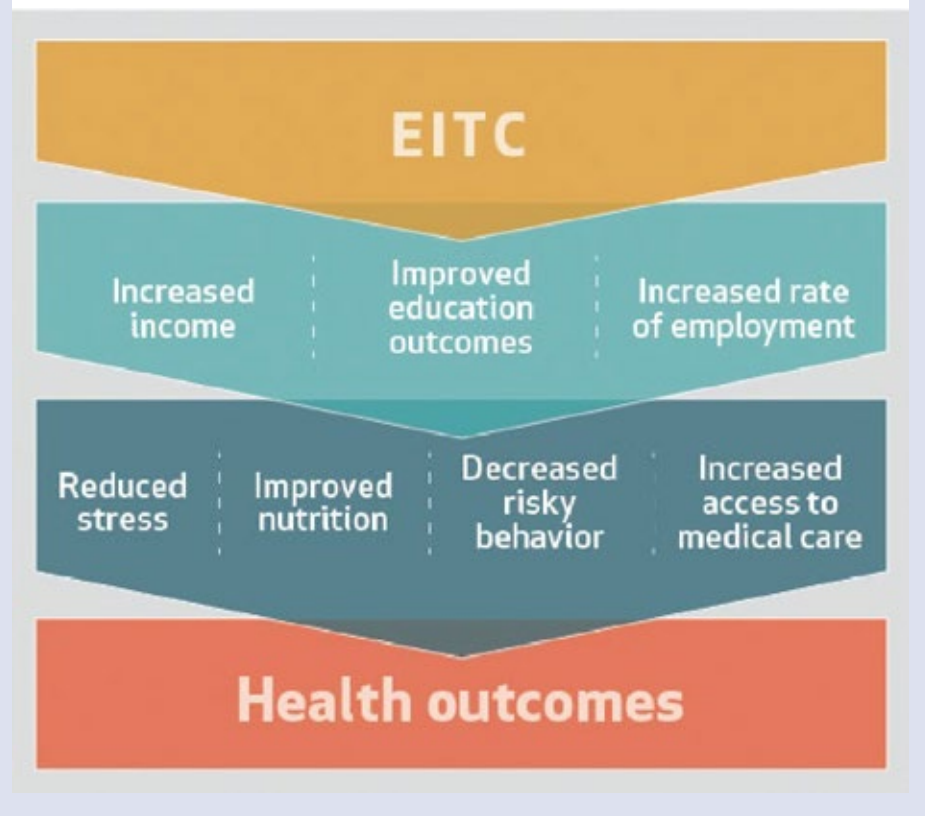 EITC
Increased
income
Improved
education
outcomes
Increased rate
of employment
Reduced
stress
Improved
nutrition
Decreased
risky
behavior
Increased
access to
medical care
Health outcomes